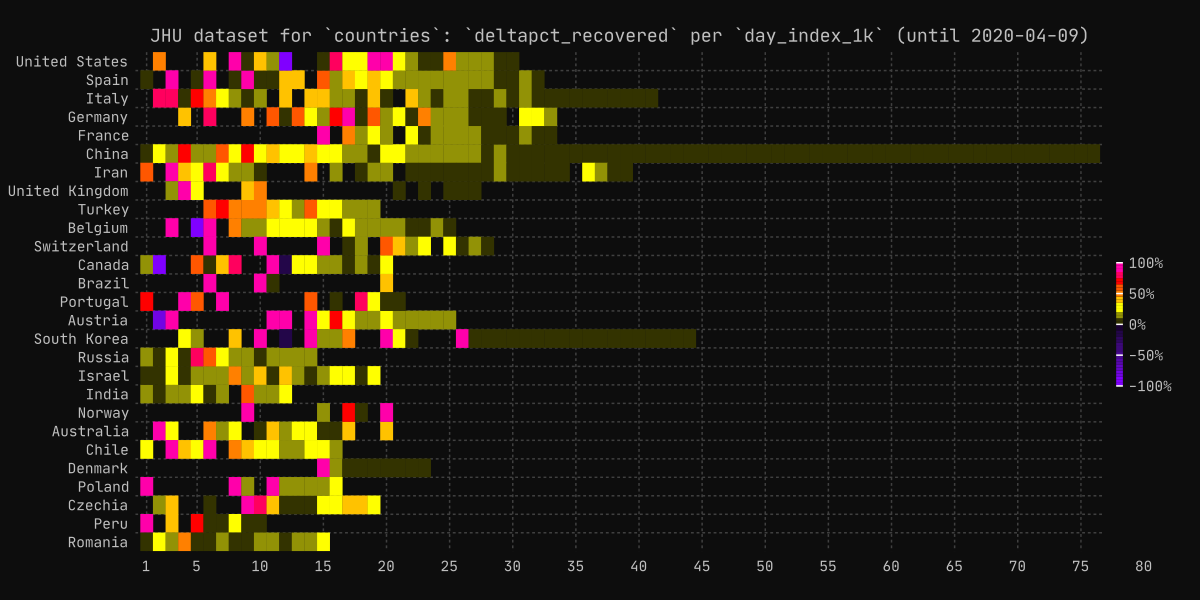 JHU dataset for `countries`: `deltapct_recovered` per `day_index_1k` (until 2020-04-09)
United States
Spain
Italy
Germany
France
China
Iran
United Kingdom
Turkey
Belgium
Switzerland
Canada
Brazil
Portugal
Austria
South Korea
Russia
Israel
India
Norway
Australia
Chile
Denmark
Poland
Czechia
Peru
Romania
1 5 10 15 20 25 30 35 40 45 50 55 60 65 70 75 80
100%
50%
0%
−50%
−100%